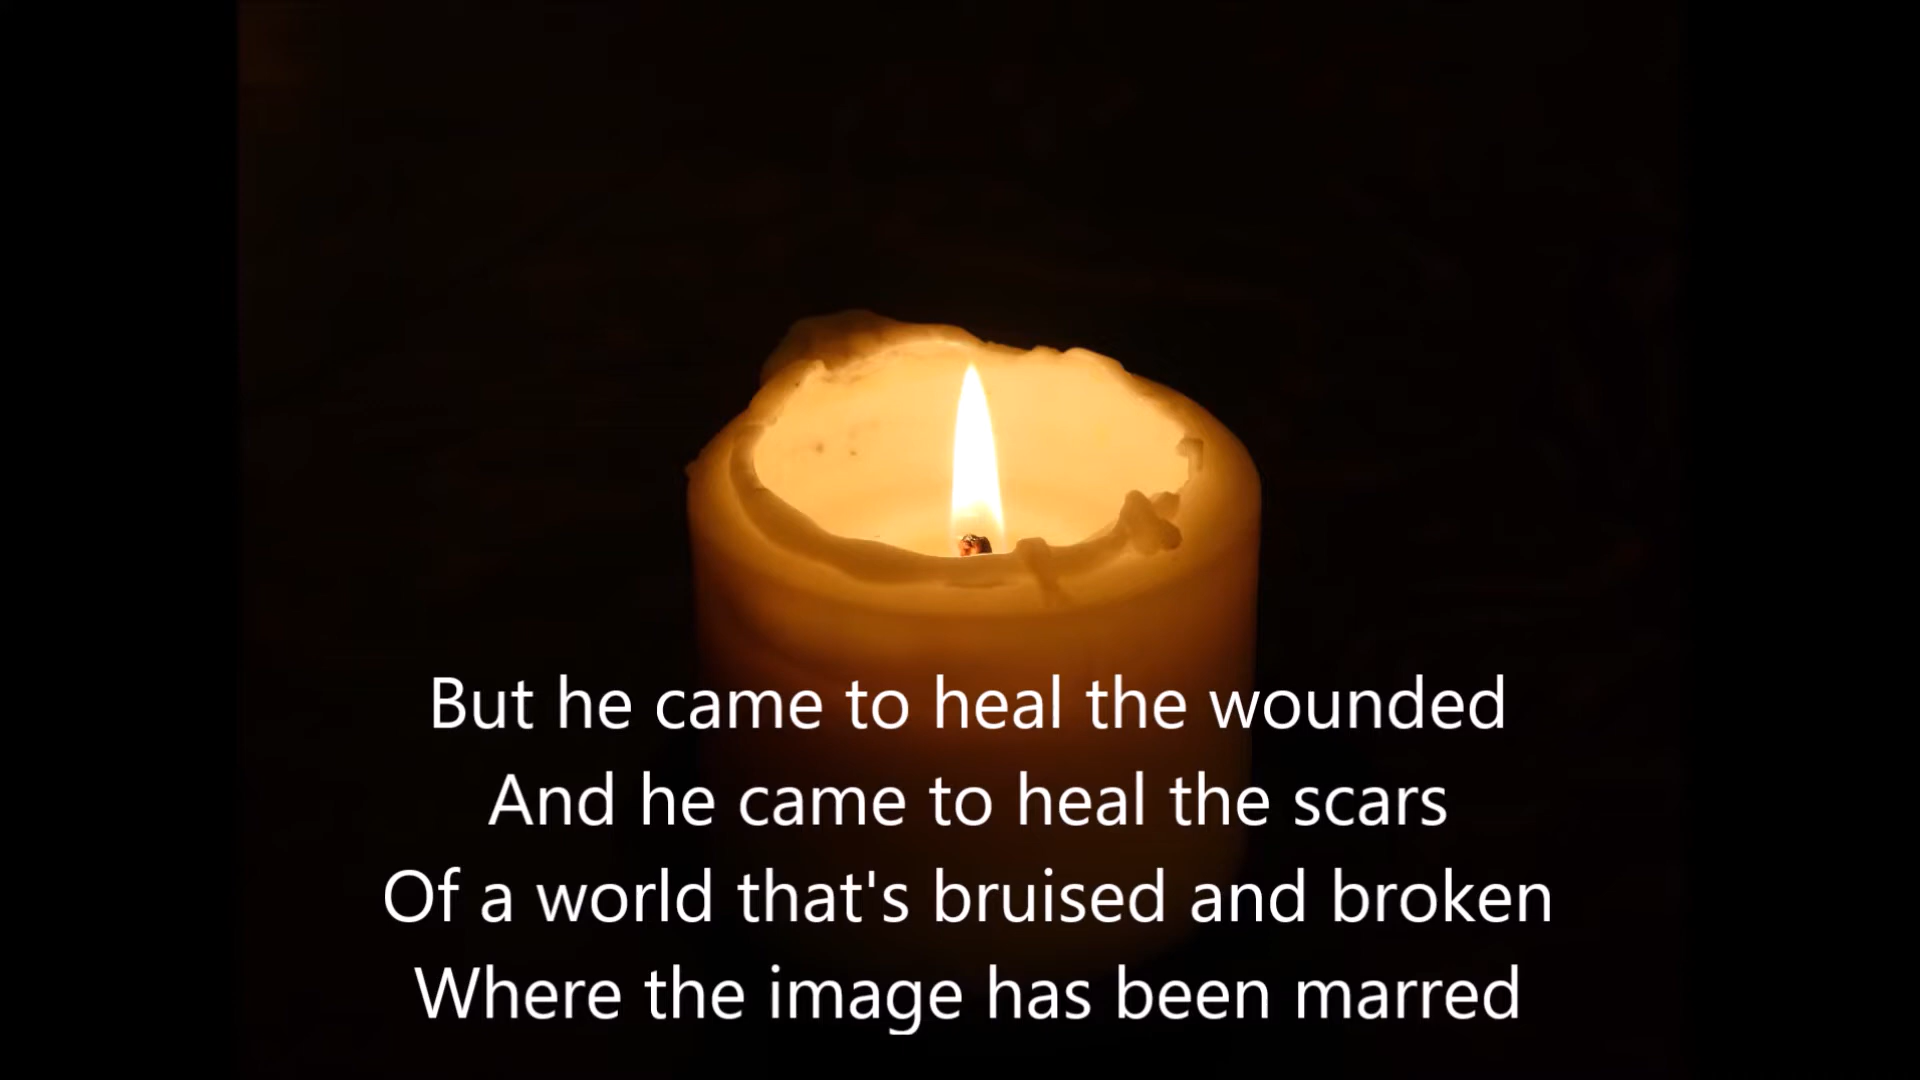 But he came to heal the wounded
And he came to heal the scars
Of a world that's bruised and broken
Where the image has been marred